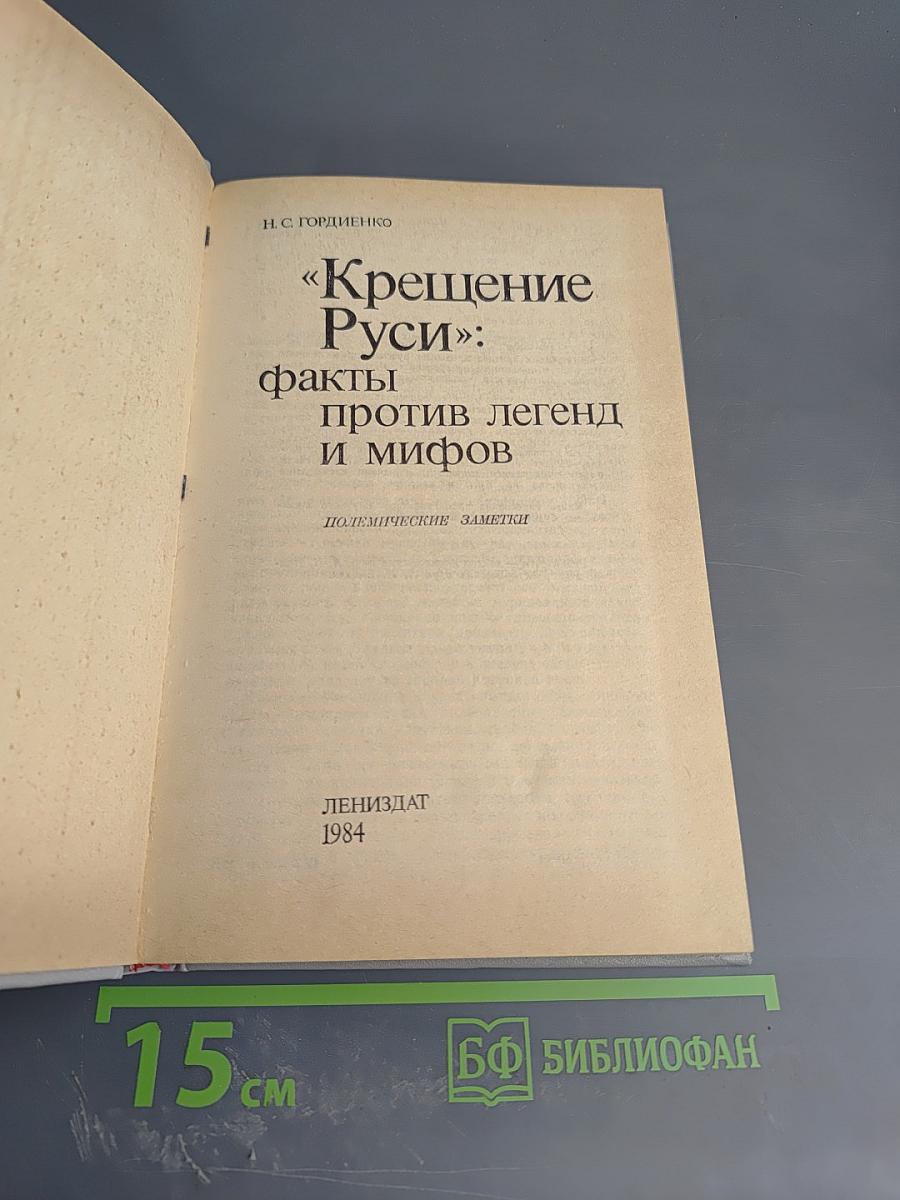 Н. С. ГОРДИЕНКО
«Крещение
Руси»:
факты
против легенд
и мифов
ПОЛЕМИЧЕСКИЕ ЗАМЕТКИ
ЛЕНИЗДАТ
1984
15 см
БФ БИБЛИОФАН